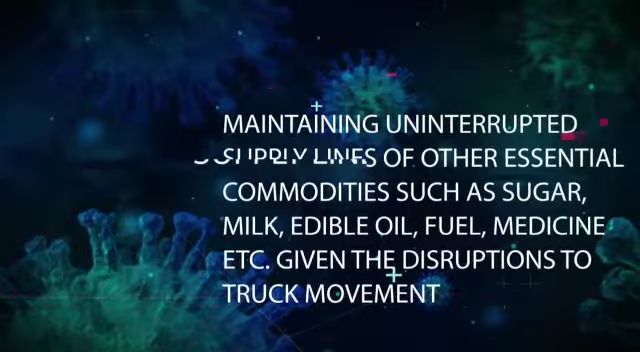 MAINTAINING UNINTERRUPTED
SUPPLY LINES OF OTHER ESSENTIAL
COMMODITIES SUCH AS SUGAR,
MILK, EDIBLE OIL, FUEL, MEDICINE
ETC. GIVEN THE DISRUPTIONS TO
TRUCK MOVEMENT